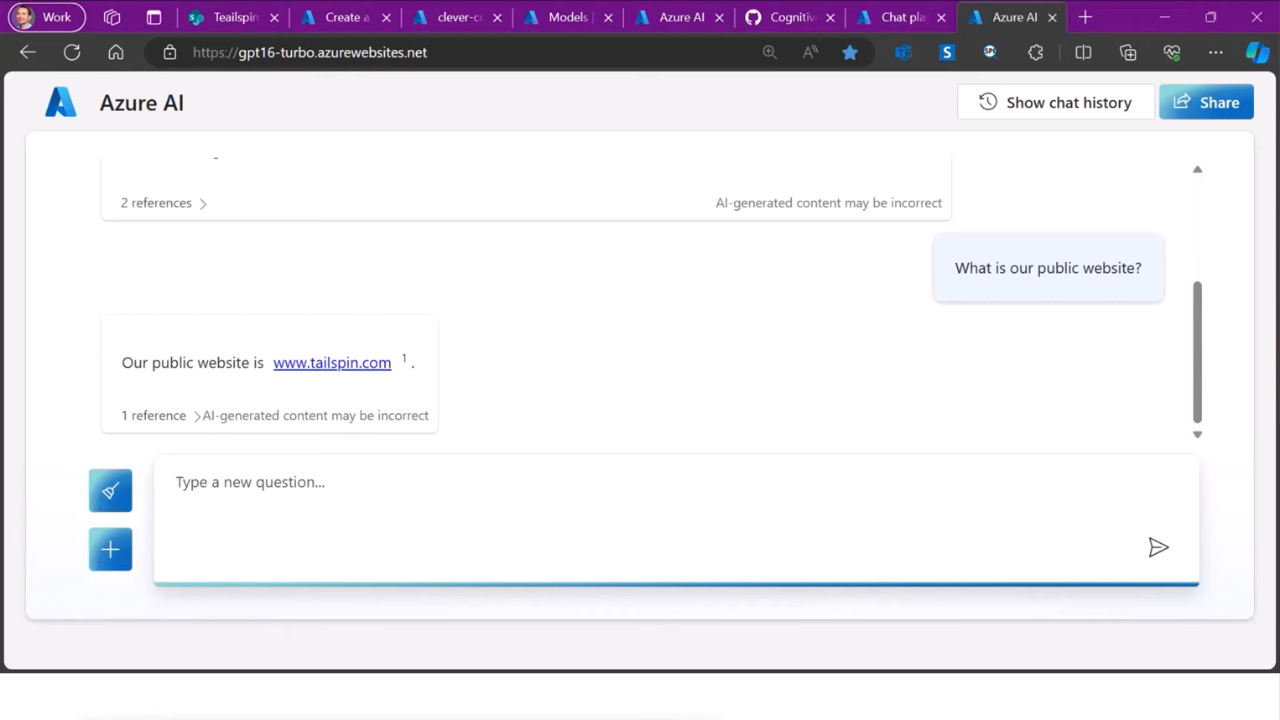 Work
Teailspin
Create a
clever-c
Models
Azure AI
Cognitiv
Chat pla
Azure AI
https://gpt16-turbo.azurewebsites.net
Azure AI
Show chat history
Share
2 references
AI-generated content may be incorrect
What is our public website?
Our public website is www.tailspin.com 1 .
1 reference
AI-generated content may be incorrect
Type a new question...